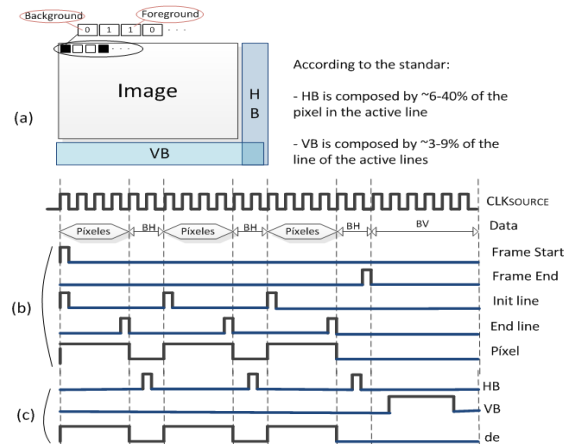 Background
Foreground
0 1 1 0 . . .
. . .
(a)
Image
H
B
VB
According to the standar:
- HB is composed by ~6-40% of the
pixel in the active line
- VB is composed by ~3-9% of the
line of the active lines
CLKSOURCE
Píxeles BH Píxeles BH Píxeles BH BV
Data
Frame Start
Frame End
(b)
Init line
End line
Píxel
HB
(c)
VB
de